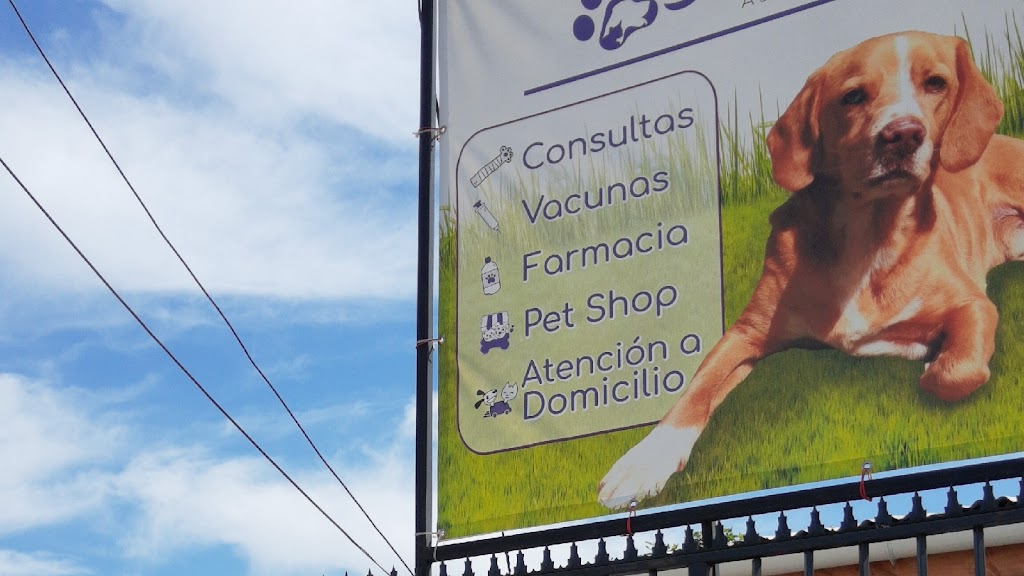 Consultas
Vacunas
Farmacia
Pet Shop
Atención a
Domicilio